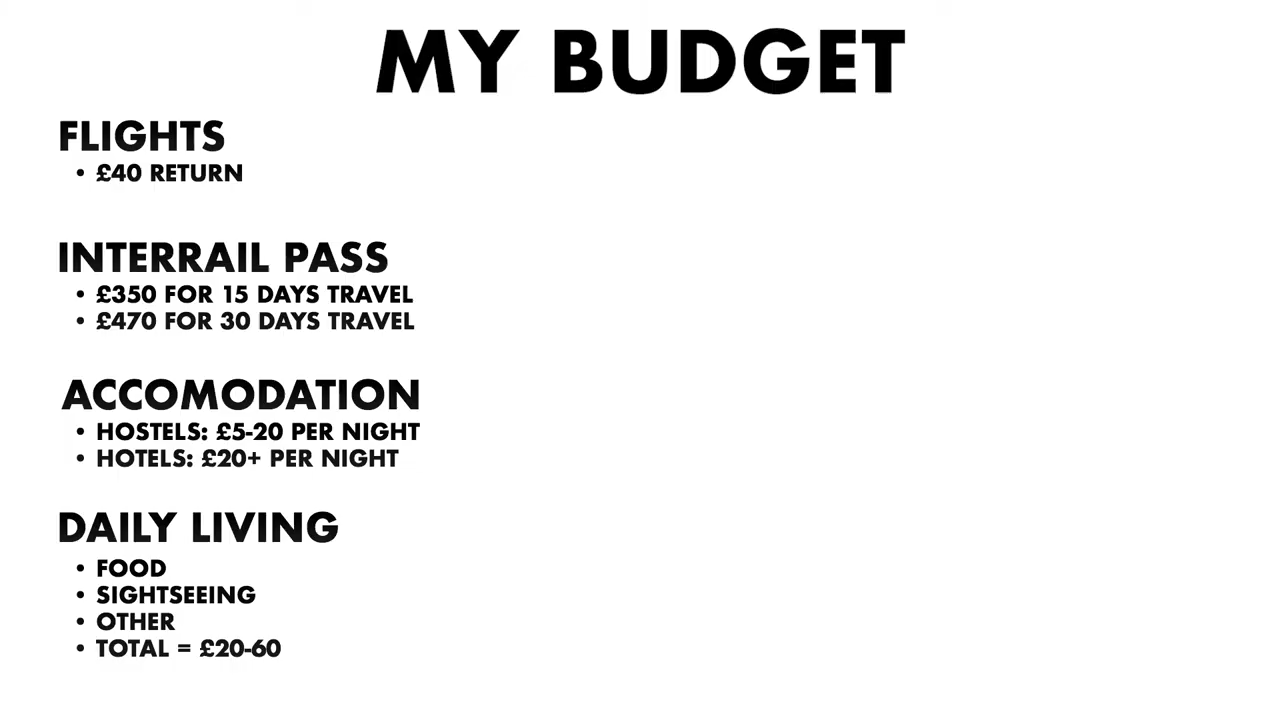 MY BUDGET
FLIGHTS
• £40 RETURN
INTERRAIL PASS
• £350 FOR 15 DAYS TRAVEL
• £470 FOR 30 DAYS TRAVEL
ACCOMODATION
• HOSTELS: £5-20 PER NIGHT
• HOTELS: £20+ PER NIGHT
DAILY LIVING
• FOOD
• SIGHTSEEING
• OTHER
• TOTAL = £20-60